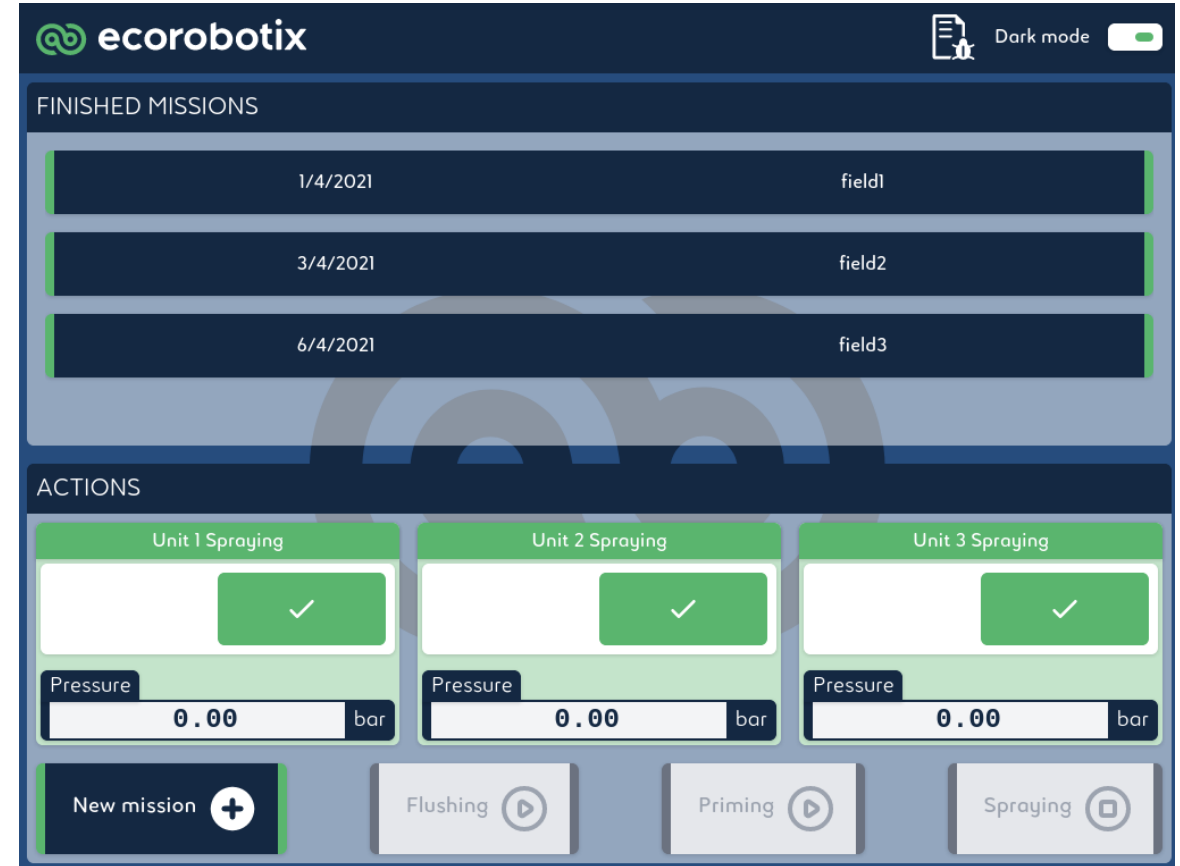 ecorobotix
Dark mode
FINISHED MISSIONS
1/4/2021 field1
3/4/2021 field2
6/4/2021 field3
ACTIONS
Unit 1 Spraying
Unit 2 Spraying
Unit 3 Spraying
Pressure
0.00 bar
Pressure
0.00 bar
Pressure
0.00 bar
New mission
Flushing
Priming
Spraying